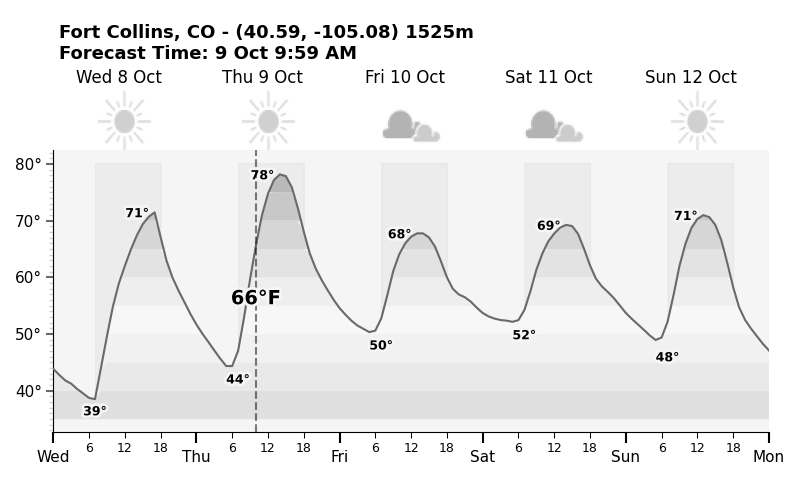 Fort Collins, CO - (40.59, -105.08) 1525m
Forecast Time: 9 Oct 9:59 AM
Wed 8 Oct Thu 9 Oct Fri 10 Oct Sat 11 Oct Sun 12 Oct
80°
78°
71°
71°
70°
69°
68°
66°F
60°
52°
50°
50°
48°
44°
40°
39°
6 12 18 6 12 18 6 12 18 6 12 18 6 12 18
Wed Thu Fri Sat Sun Mon